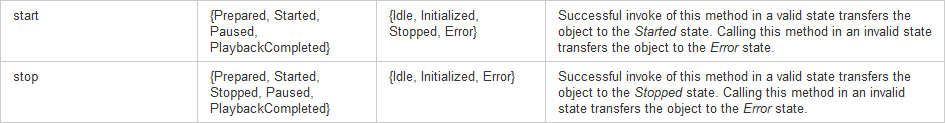 start
{Prepared, Started,
Paused,
PlaybackCompleted}
{Idle, Initialized,
Stopped, Error}
Successful invoke of this method in a valid state transfers the
object to the Started state. Calling this method in an invalid state
transfers the object to the Error state.
stop
{Prepared, Started,
Stopped, Paused,
PlaybackCompleted}
{Idle, Initialized, Error}
Successful invoke of this method in a valid state transfers the
object to the Stopped state. Calling this method in an invalid
state transfers the object to the Error state.